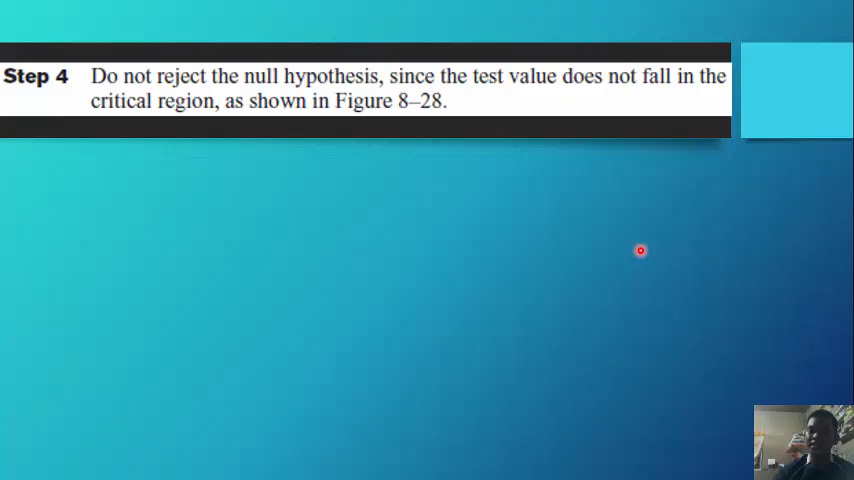 Step 4 Do not reject the null hypothesis, since the test value does not fall in the
critical region, as shown in Figure 8–28.